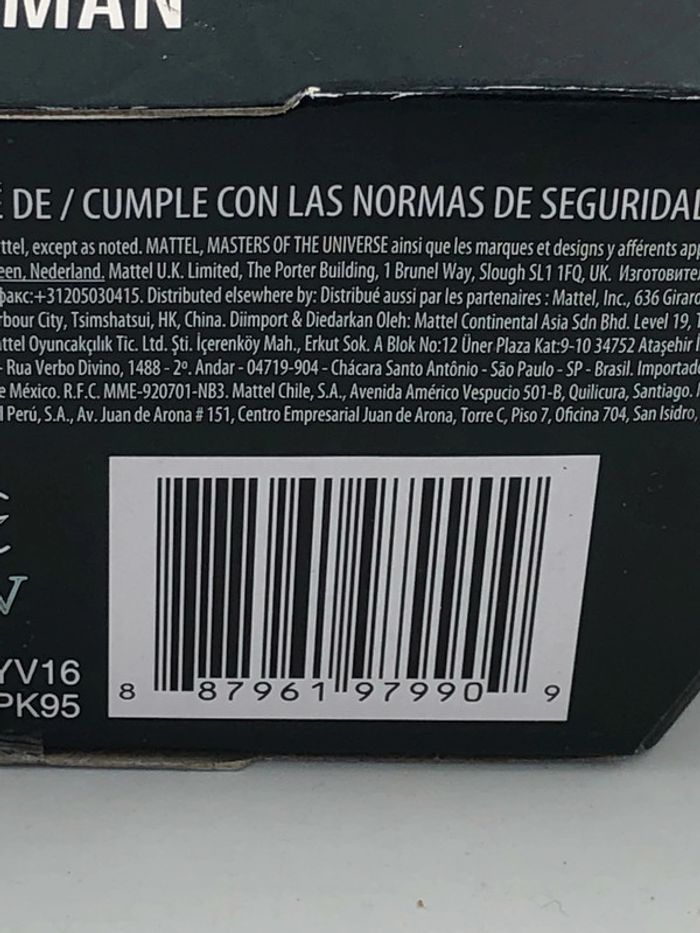 MAN
É DE / CUMPLE CON LAS NORMAS DE SEGURIDA
ttel, except as noted. MATTEL, MASTERS OF THE UNIVERSE ainsi que les marques et designs y afférents app
een, Nederland. Mattel U.K. Limited, The Porter Building, 1 Brunel Way, Slough SL1 1FQ, UK. Изготовител
факс:+31205030415. Distributed elsewhere by: Distribué aussi par les partenaires : Mattel, Inc., 636 Giran
rbour City, Tsimshatsui, HK, China. Diimport & Diedarkan Oleh: Mattel Continental Asia Sdn Bhd. Level 19, T
ttel Oyuncakçılık Tic. Ltd. Şti. İçerenköy Mah., Erkut Sok. A Blok No:12 Üner Plaza Kat:9-10 34752 Ataşehir İ
- Rua Verbo Divino, 1488 - 2º. Andar - 04719-904 - Chácara Santo Antônio - São Paulo - SP - Brasil. Importado
e México. R.F.C. MME-920701-NB3. Mattel Chile, S.A., Avenida Américo Vespucio 501-B, Quilicura, Santiago.
l Perú, S.A., Av. Juan de Arona # 151, Centro Empresarial Juan de Arona, Torre C, Piso 7, Oficina 704, San Isidro,
YV16
PK95
8 87961 97990 9